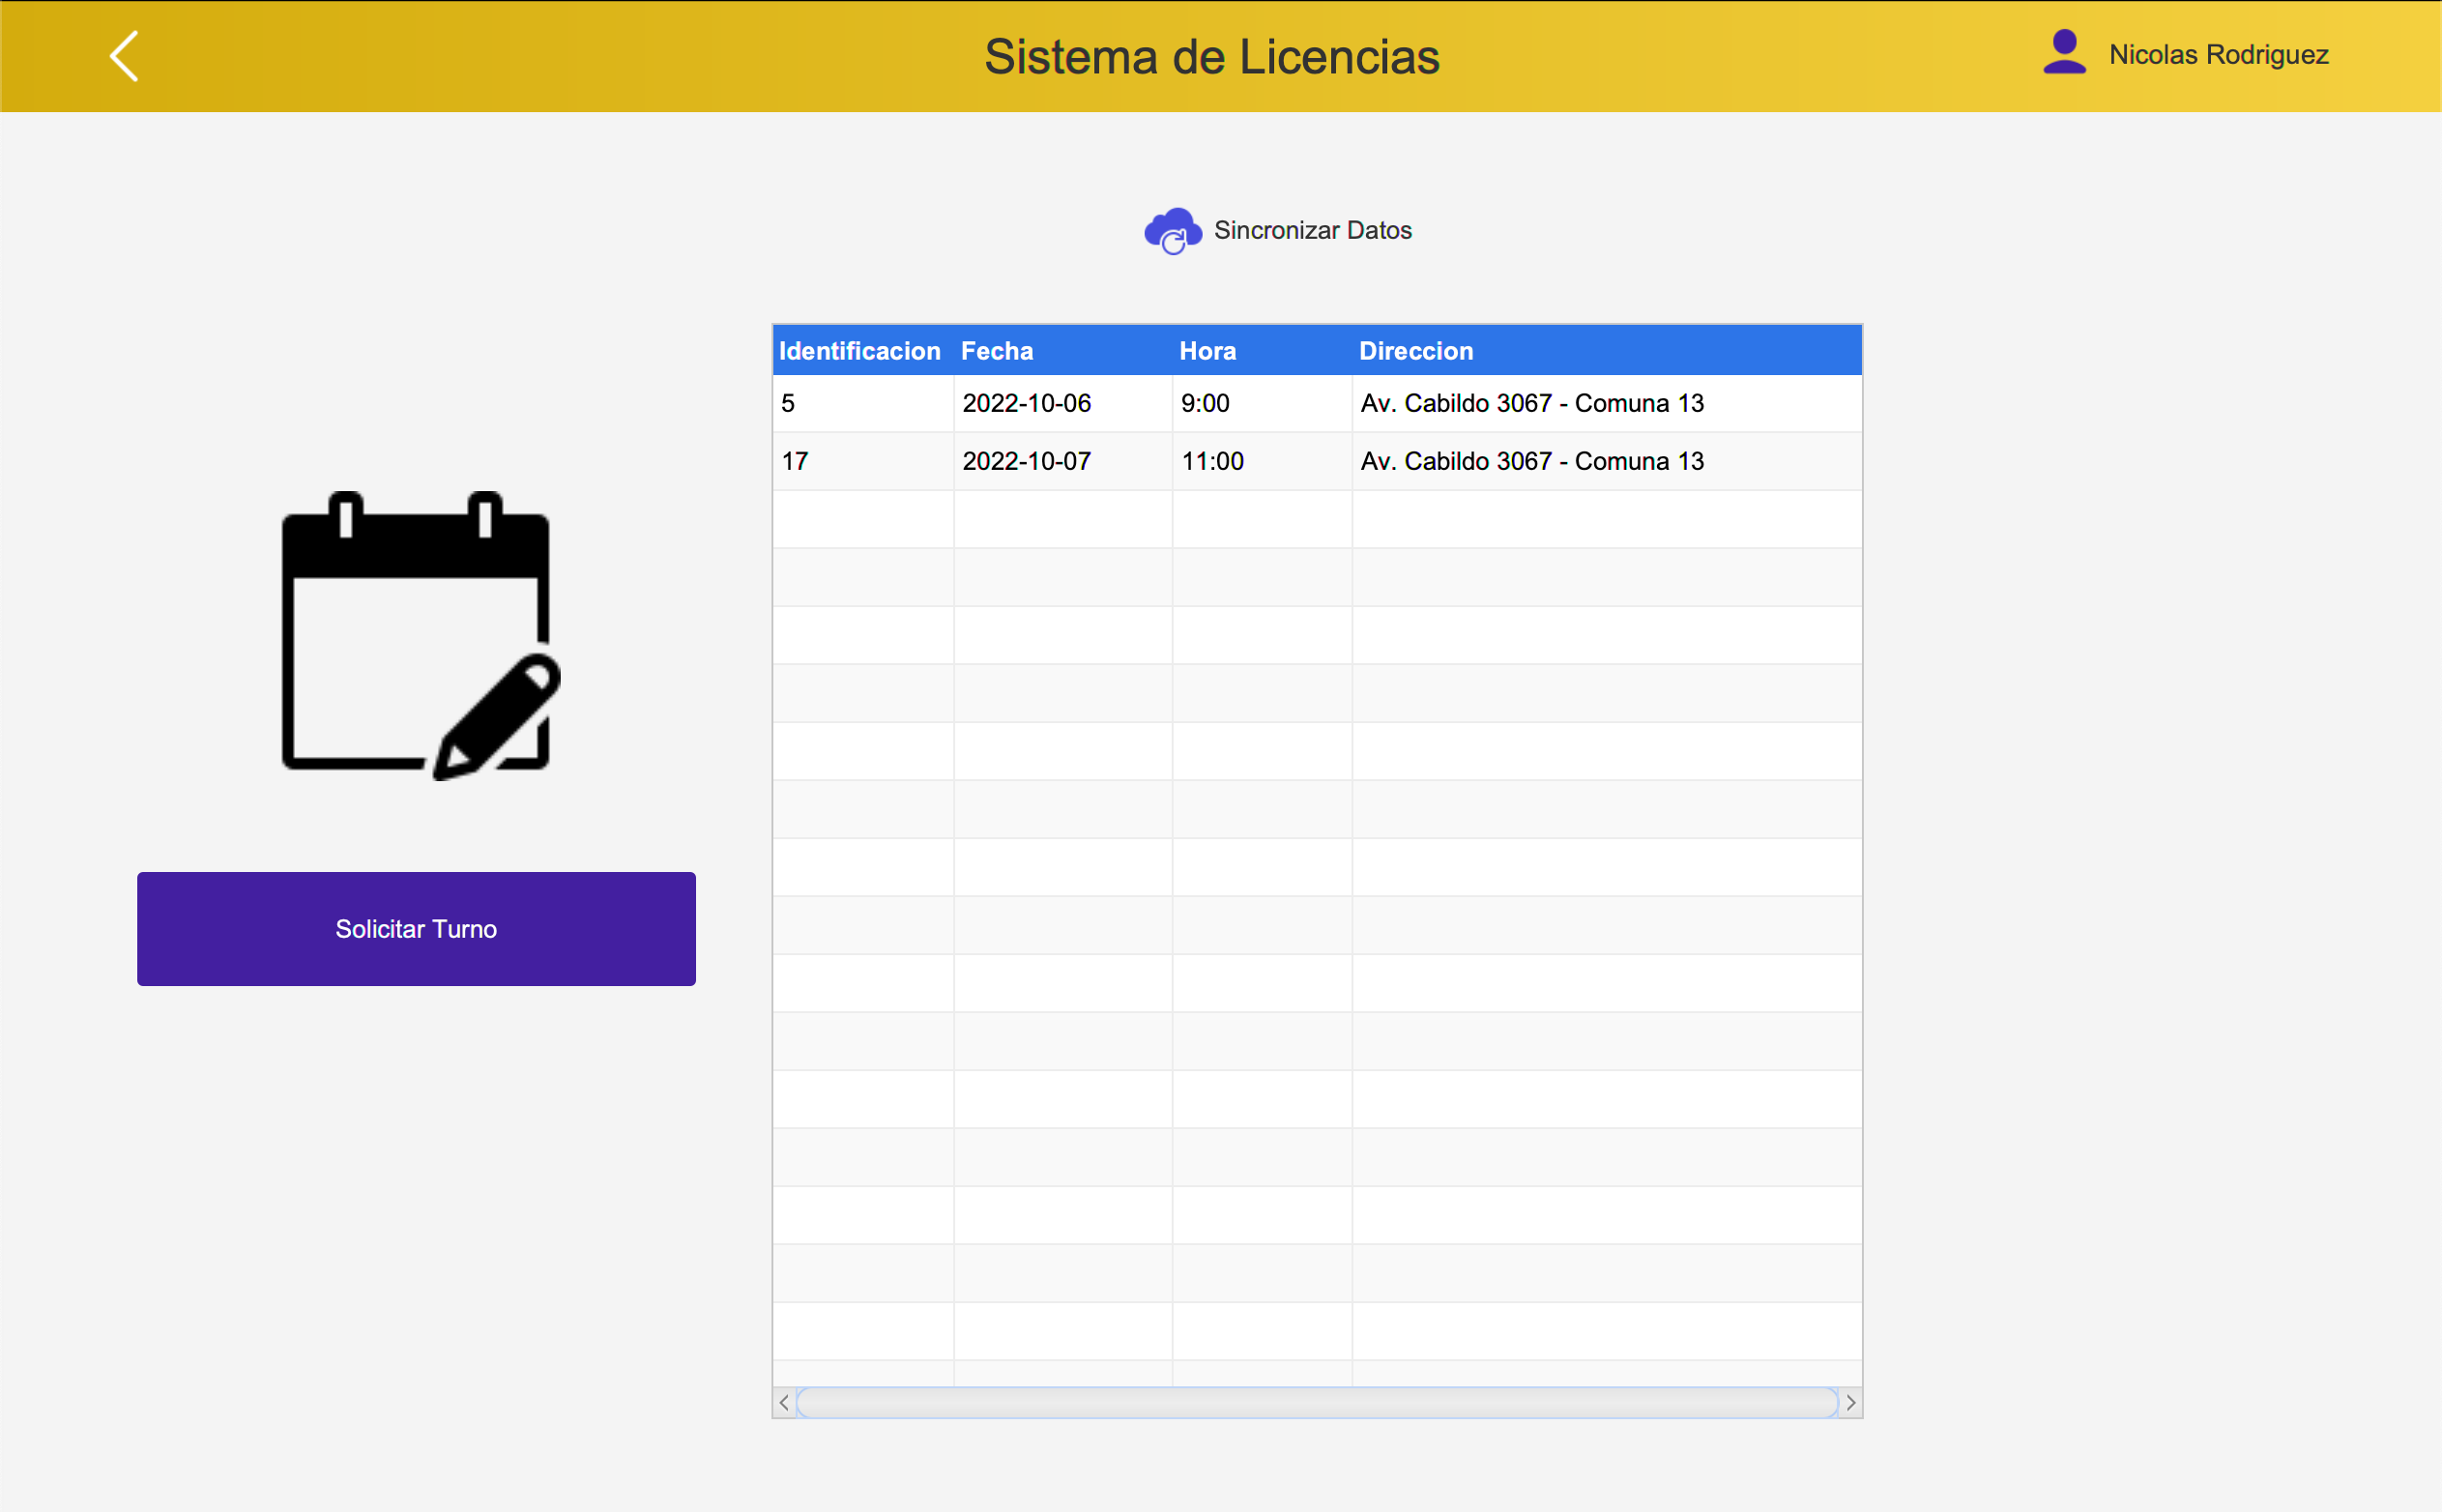 Sistema de Licencias
Nicolas Rodriguez
Sincronizar Datos
Identificacion Fecha Hora Direccion
5 2022-10-06 9:00 Av. Cabildo 3067 - Comuna 13
17 2022-10-07 11:00 Av. Cabildo 3067 - Comuna 13
Solicitar Turno